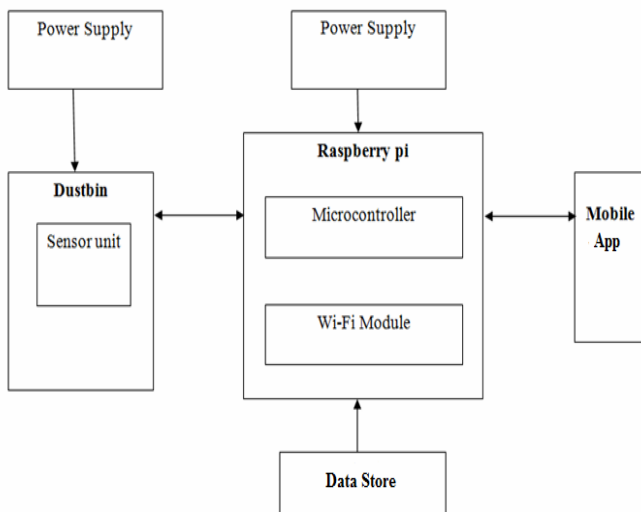 Power Supply
Power Supply
Raspberry pi
Dustbin
Microcontroller
Mobile
App
Sensor unit
Wi-Fi Module
Data Store